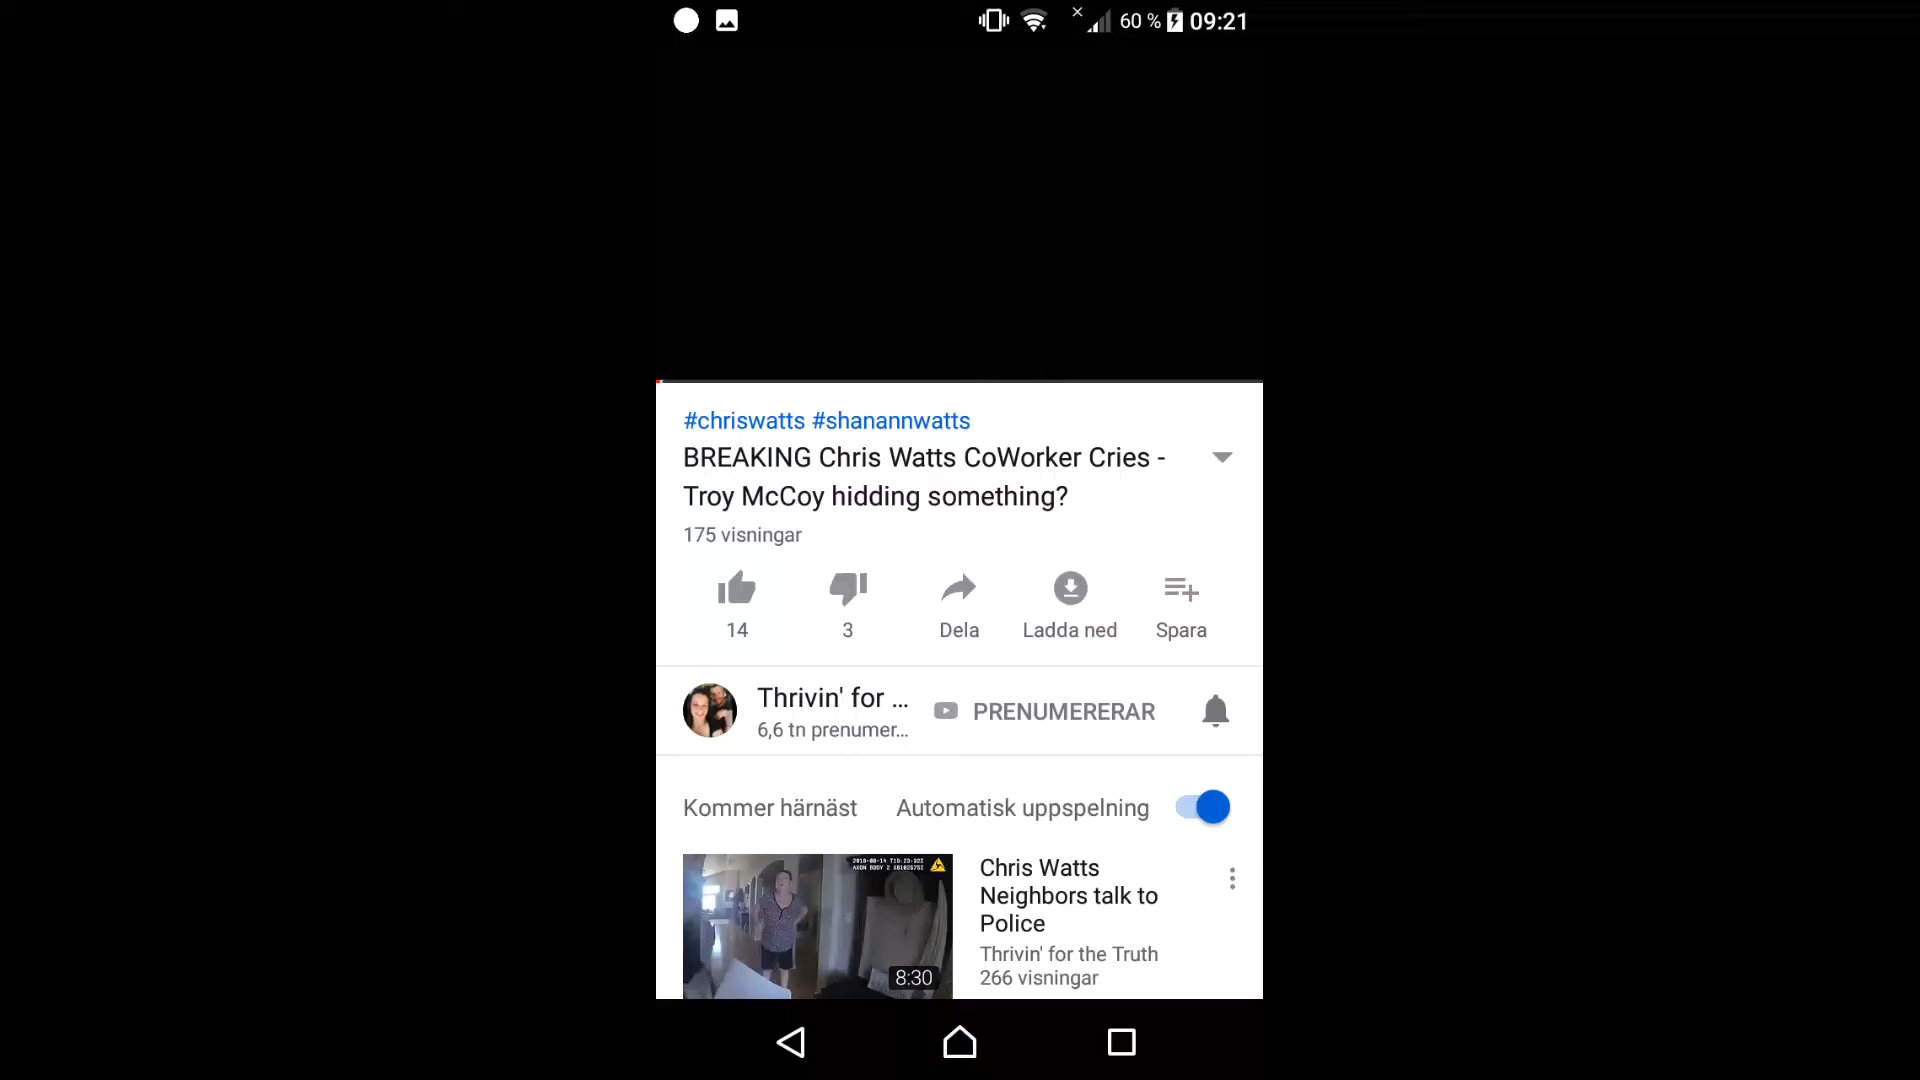 60 % 09:21
#chriswatts #shanannwatts
BREAKING Chris Watts CoWorker Cries -
Troy McCoy hidding something?
175 visningar
14 3 Dela Ladda ned Spara
Thrivin' for ...
PRENUMERERAR
6,6 tn prenumer...
Kommer härnäst Automatisk uppspelning
Chris Watts
Neighbors talk to
Police
Thrivin' for the Truth
266 visningar
8:30